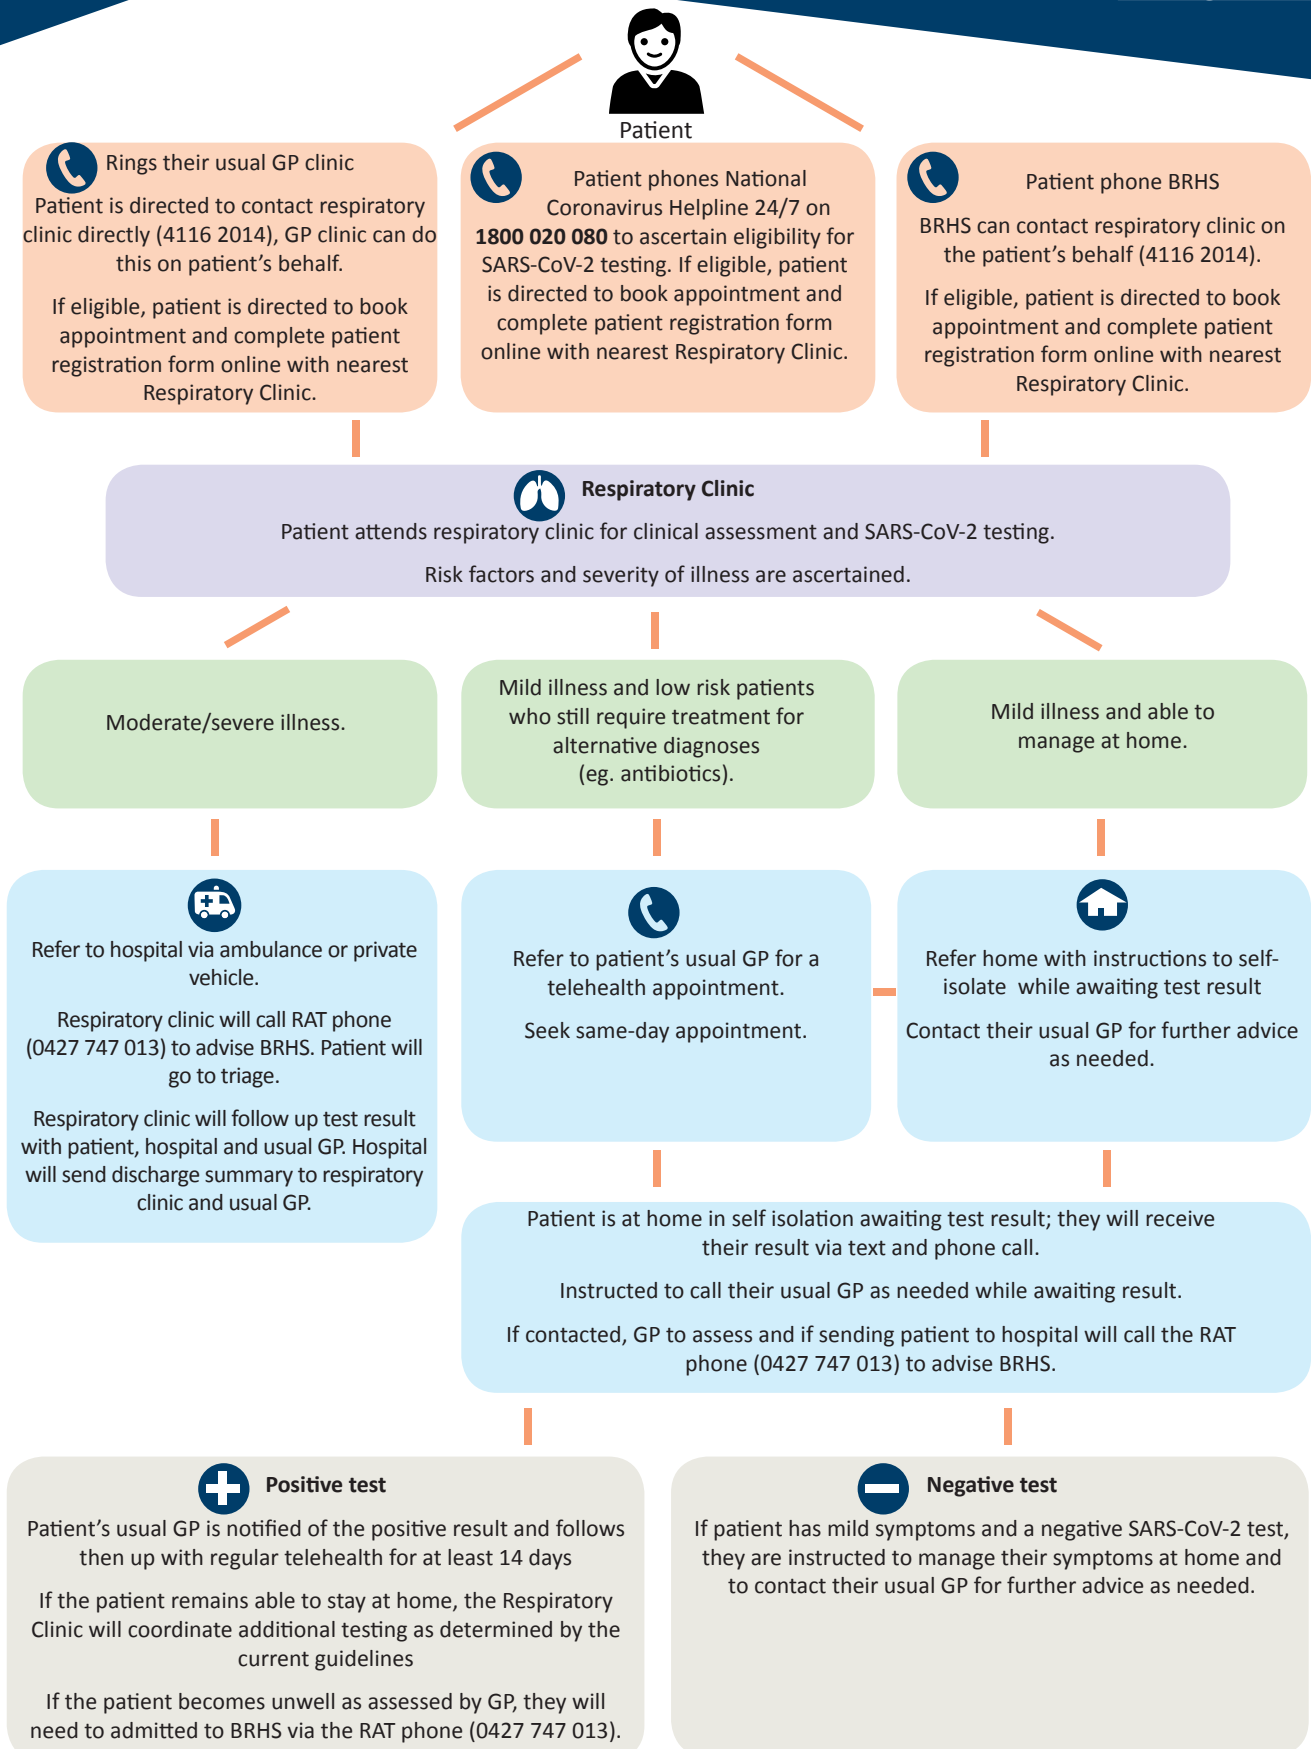 Patient
Rings their usual GP clinic
Patient is directed to contact respiratory
clinic directly (4116 2014), GP clinic can do
this on patient's behalf.
If eligible, patient is directed to book
appointment and complete patient
registration form online with nearest
Respiratory Clinic.
Patient phones National
Coronavirus Helpline 24/7 on
1800 020 080 to ascertain eligibility for
SARS-CoV-2 testing. If eligible, patient
is directed to book appointment and
complete patient registration form
online with nearest Respiratory Clinic.
Patient phone BRHS
BRHS can contact respiratory clinic on
the patient's behalf (4116 2014).
If eligible, patient is directed to book
appointment and complete patient
registration form online with nearest
Respiratory Clinic.
Respiratory Clinic
Patient attends respiratory clinic for clinical assessment and SARS-CoV-2 testing.
Risk factors and severity of illness are ascertained.
Moderate/severe illness.
Mild illness and low risk patients
who still require treatment for
alternative diagnoses
(eg. antibiotics).
Mild illness and able to
manage at home.
Refer to hospital via ambulance or private
vehicle.
Respiratory clinic will call RAT phone
(0427 747 013) to advise BRHS. Patient will
go to triage.
Respiratory clinic will follow up test result
with patient, hospital and usual GP. Hospital
will send discharge summary to respiratory
clinic and usual GP.
Refer to patient's usual GP for a
telehealth appointment.
Seek same-day appointment.
Refer home with instructions to self-
isolate while awaiting test result
Contact their usual GP for further advice
as needed.
Patient is at home in self isolation awaiting test result; they will receive
their result via text and phone call.
Instructed to call their usual GP as needed while awaiting result.
If contacted, GP to assess and if sending patient to hospital will call the RAT
phone (0427 747 013) to advise BRHS.
Positive test
Patient's usual GP is notified of the positive result and follows
then up with regular telehealth for at least 14 days
If the patient remains able to stay at home, the Respiratory
Clinic will coordinate additional testing as determined by the
current guidelines
If the patient becomes unwell as assessed by GP, they will
need to admitted to BRHS via the RAT phone (0427 747 013).
Negative test
If patient has mild symptoms and a negative SARS-CoV-2 test,
they are instructed to manage their symptoms at home and
to contact their usual GP for further advice as needed.